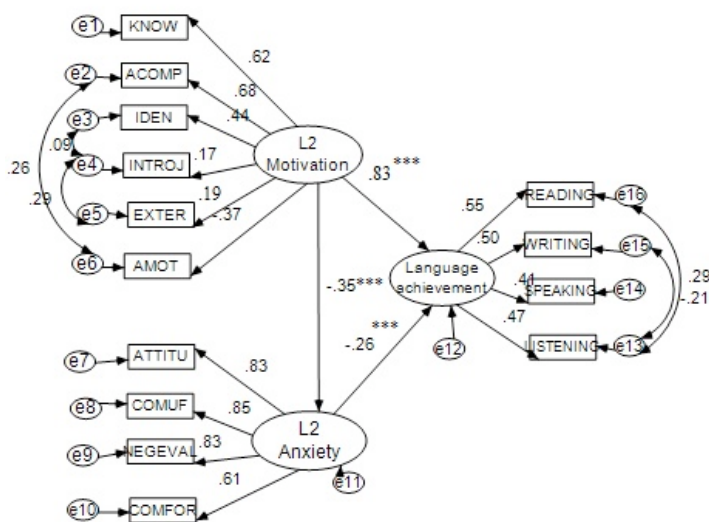 e1 KNOW
.62
e2 ACOMP
.68
e3 IDEN
.44
L2
Motivation
.09
e4 INTROJ
.17
.26
.83 ***
.29
e5 EXTER
.19
-.37
e6 AMOT
READING e16
.55
.50
WRITING e15
Language
achievement
.44
SPEAKING e14
.29
-.21
.47
LISTENING e13
-.35***
***
-.26
e12
e7 ATTITU
.83
e8 COMUF
.85
L2
Anxiety
e9 NEGEVAL
.83
e11
.61
e10 COMFOR